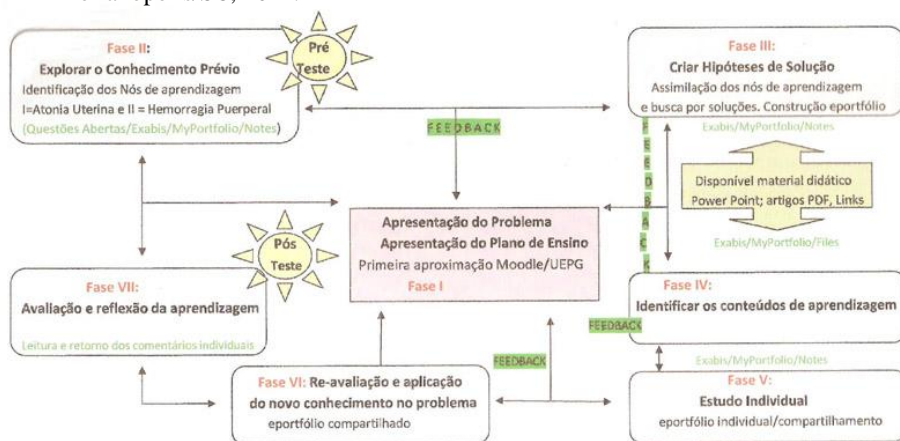 Fase II:
Explorar o Conhecimento Prévio
Identificação dos Nós de aprendizagem
I=Atonia Uterina e II = Hemorragia Puerperal
(Questões Abertas/Exabis/MyPortfolio/Notes)
Pré
Teste
Fase III:
Criar Hipóteses de Solução
Assimilação dos nós de aprendizagem
e busca por soluções. Construção eportfólio
Exabis/MyPortfolio/Notes
FEEDBACK
FEEDBACK
Disponível material didático
Power Point; artigos PDF, Links
Exabis/MyPortfolio/Files
Apresentação do Problema
Apresentação do Plano de Ensino
Primeira aproximação Moodle/UEPG
Fase I
Pós
Teste
Fase VII:
Avaliação e reflexão da aprendizagem
Leitura e retorno dos comentários individuais
Fase IV:
Identificar os conteúdos de aprendizagem
FEEDBACK
Exabis/MyPortfolio/Notes
FEEDBACK
Fase VI: Re-avaliação e aplicação
do novo conhecimento no problema
eportfólio compartilhado
Fase V:
Estudo Individual
eportfólio individual/compartilhamento